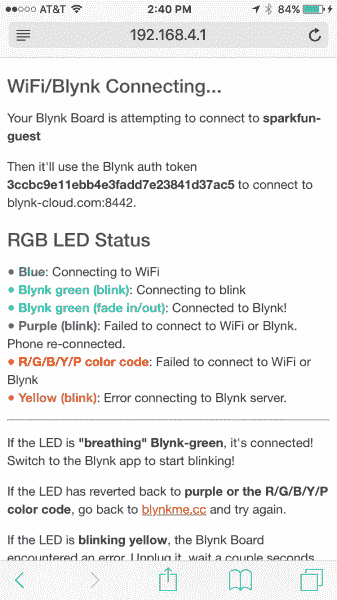 AT&T 2:40 PM 84%
192.168.4.1
WiFi/Blynk Connecting...
Your Blynk Board is attempting to connect to sparkfun-
guest
Then it'll use the Blynk auth token
3ccbc9e11ebb4e3fadd7e23841d37ac5 to connect to
blynk-cloud.com:8442.
RGB LED Status
• Blue: Connecting to WiFi
• Blynk green (blink): Connecting to blink
• Blynk green (fade in/out): Connected to Blynk!
• Purple (blink): Failed to connect to WiFi or Blynk.
Phone re-connected.
• R/G/B/Y/P color code: Failed to connect to WiFi or
Blynk
• Yellow (blink): Error connecting to Blynk server.
If the LED is "breathing" Blynk-green, it's connected!
Switch to the Blynk app to start blinking!
If the LED has reverted back to purple or the R/G/B/Y/P
color code, go back to blynkme.cc and try again.
If the LED is blinking yellow, the Blynk Board
encountered an error. Unplug it, wait a couple seconds